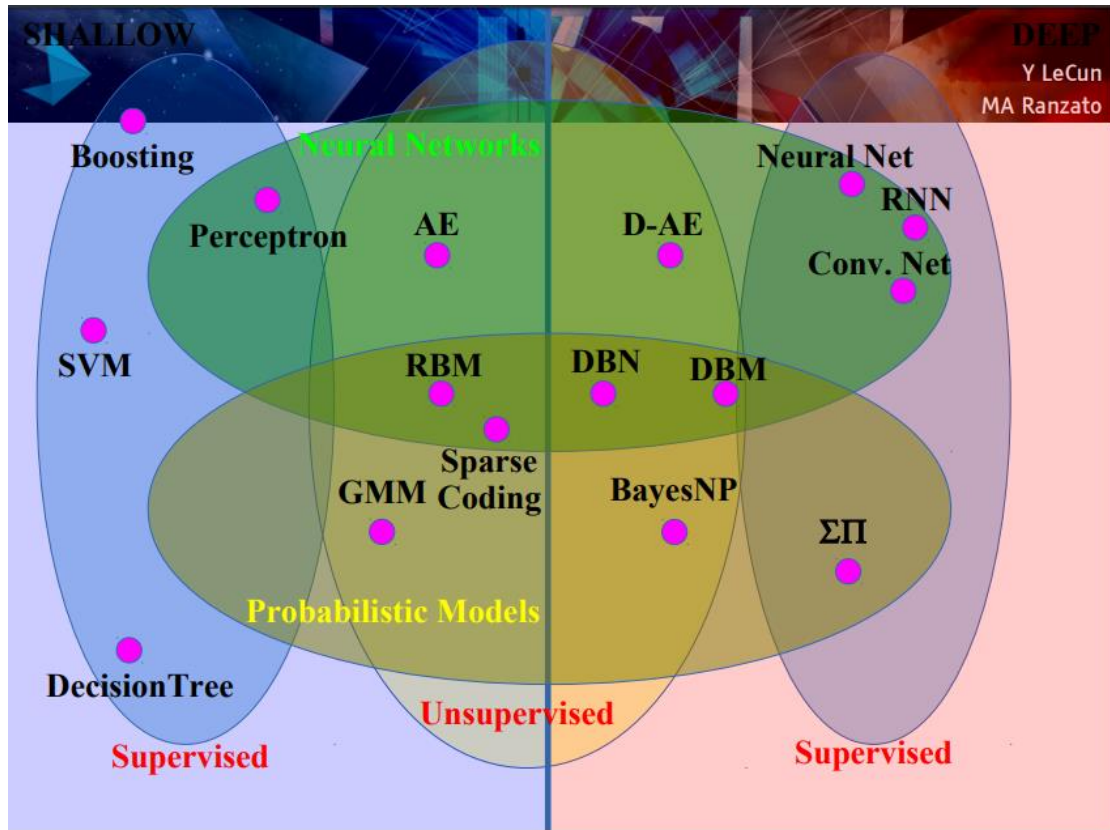 SHALLOW
DEEP
Y LeCun
MA Ranzato
Boosting
Neural Networks
Neural Net
RNN
Perceptron
AE
D-AE
Conv. Net
SVM
RBM
DBN
DBM
Sparse
Coding
GMM
BayesNP
ΣΠ
Probabilistic Models
DecisionTree
Unsupervised
Supervised
Supervised